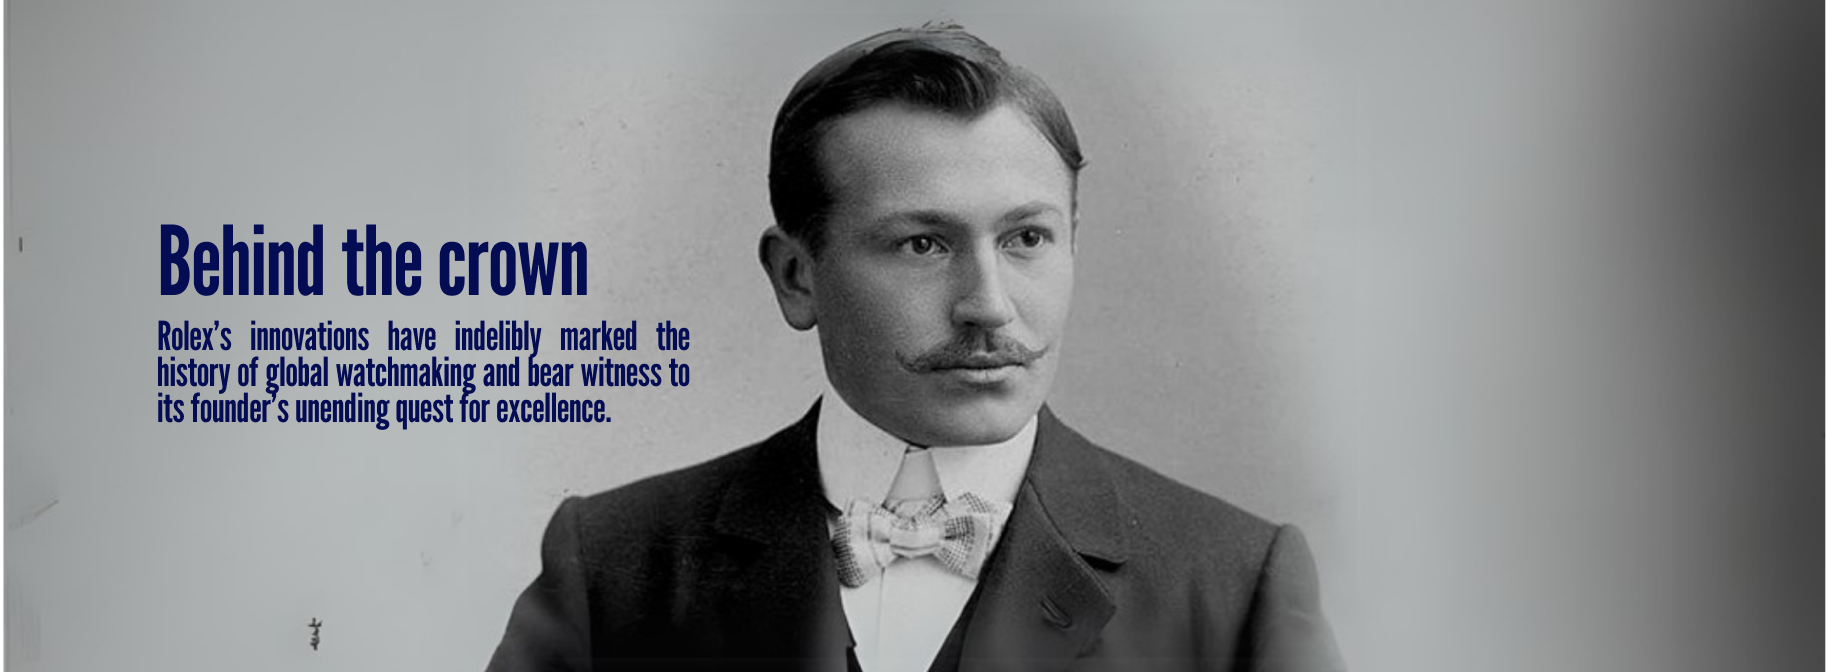 Behind the crown
Rolex’s innovations have indelibly marked the
history of global watchmaking and bear witness to
its founder’s unending quest for excellence.